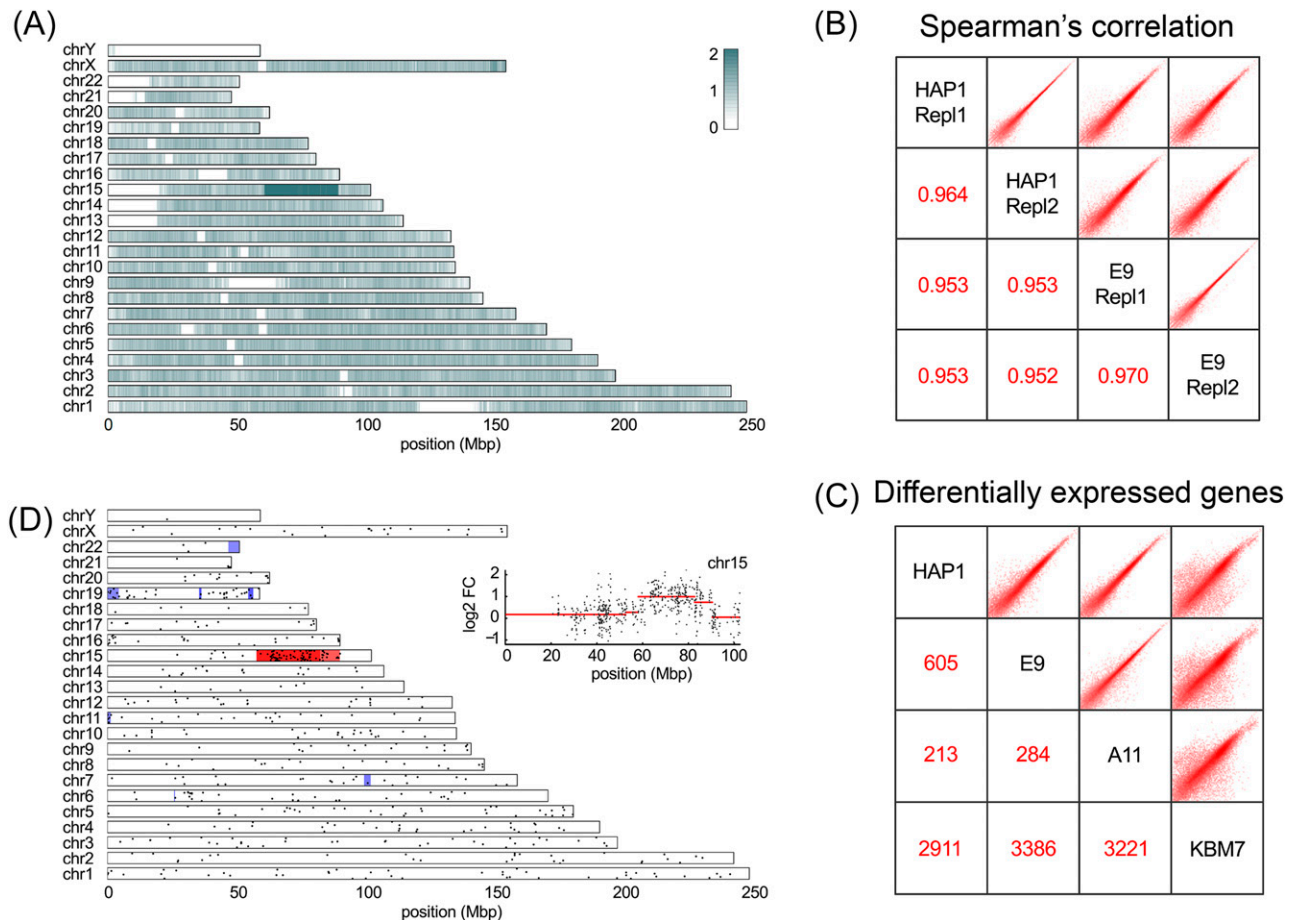 (A)
chrY
chrX
chr22
chr21
chr20
chr19
chr18
chr17
chr16
chr15
chr14
chr13
chr12
chr11
chr10
chr9
chr8
chr7
chr6
chr5
chr4
chr3
chr2
chr1
0 50 100 150 200 250
position (Mbp)
2
1
0
(B) Spearman's correlation
HAP1
Repl1
0.964 HAP1
Repl2
0.953 0.953 E9
Repl1
0.953 0.952 0.970 E9
Repl2
(C) Differentially expressed genes
HAP1
605 E9
213 284 A11
2911 3386 3221 KBM7
(D)
chrY
chrX
chr22
chr21
chr20
chr19
chr18
chr17
chr16
chr15
chr14
chr13
chr12
chr11
chr10
chr9
chr8
chr7
chr6
chr5
chr4
chr3
chr2
chr1
0 50 100 150 200 250
position (Mbp)
chr15
log2 FC
2
1
0
−1
0 20 40 60 80 100
position (Mbp)